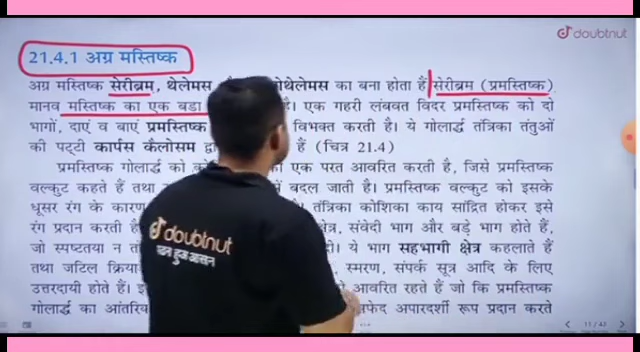 doubtnut
21.4.1 अग्र मस्तिष्क
अग्र मस्तिष्क सेरीब्रम, थेलेमस का बना होता है सेरीब्रम (प्रमस्तिष्क)
मानव मस्तिष्क का एक बडा है। एक गहरी लंबवत विदर प्रमस्तिष्क को दो
भागों, दाएं व बाएं प्रमस्तिष्क विभक्त करती है। ये गोलार्द्ध तंत्रिका तंतुओं
की पट्टी कार्पस कैलोसम हैं (चित्र 21.4)
प्रमस्तिष्क गोलार्द्ध को की एक परत आवरित करती है, जिसे प्रमस्तिष्क
वल्कुट कहते हैं तथा में बदल जाती है। प्रमस्तिष्क वल्कुट को इसके
धूसर रंग के कारण तंत्रिका कोशिका काय सांद्रित होकर इसे
रंग प्रदान करती संवेदी भाग और बड़े भाग होते हैं,
जो स्पष्टतया न ये भाग सहभागी क्षेत्र कहलाते हैं
तथा जटिल स्मरण, संपर्क सूत्र आदि के लिए
उत्तरदायी होते हैं। आवरित रहते हैं जो कि प्रमस्तिष्क
गोलार्द्ध का अपारदर्शी रूप प्रदान करते
doubtnut
पढ़ना हुआ आसान
11 / 42